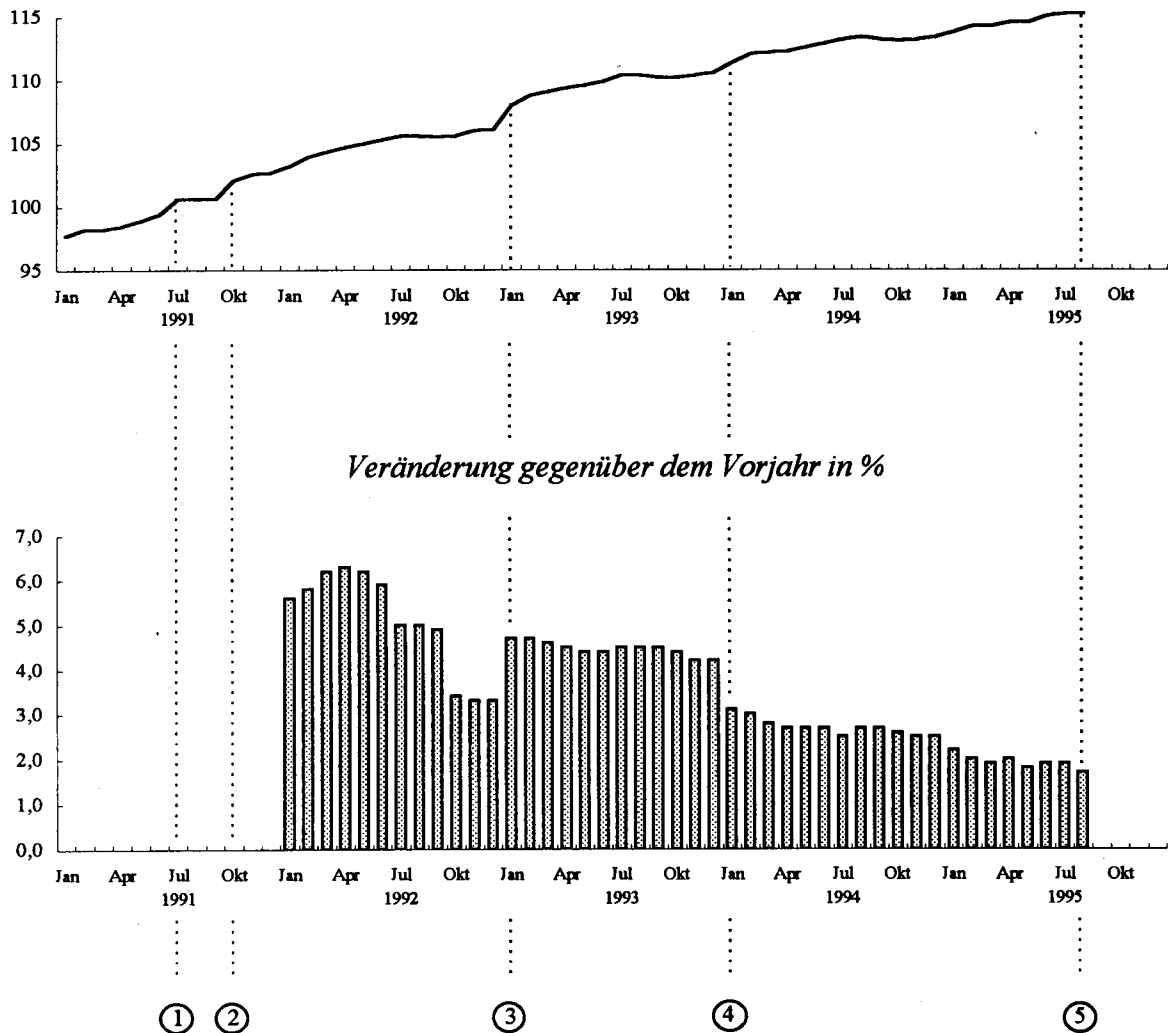 115
110
105
100
95
Jan Apr Jul Okt Jan Apr Jul Okt Jan Apr Jul Okt Jan Apr Jul Okt Jan Apr Jul Okt
1991 1992 1993 1994 1995
Veränderung gegenüber dem Vorjahr in %
7,0
6,0
5,0
4,0
3,0
2,0
1,0
0,0
Jan Apr Jul Okt Jan Apr Jul Okt Jan Apr Jul Okt Jan Apr Jul Okt Jan Apr Jul Okt
1991 1992 1993 1994 1995
1 2 3 4 5